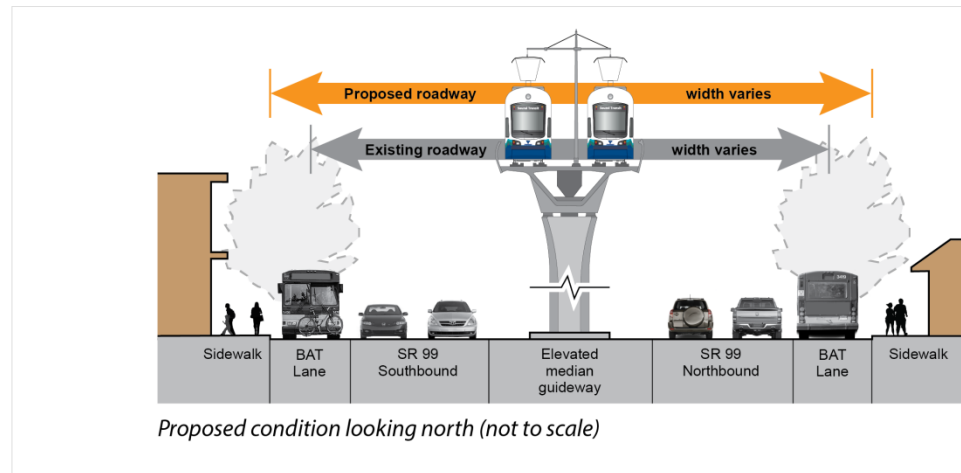 Proposed roadway width varies
Existing roadway width varies
Sidewalk
BAT
Lane
SR 99
Southbound
Elevated
median
guideway
SR 99
Northbound
BAT
Lane
Sidewalk
Proposed condition looking north (not to scale)